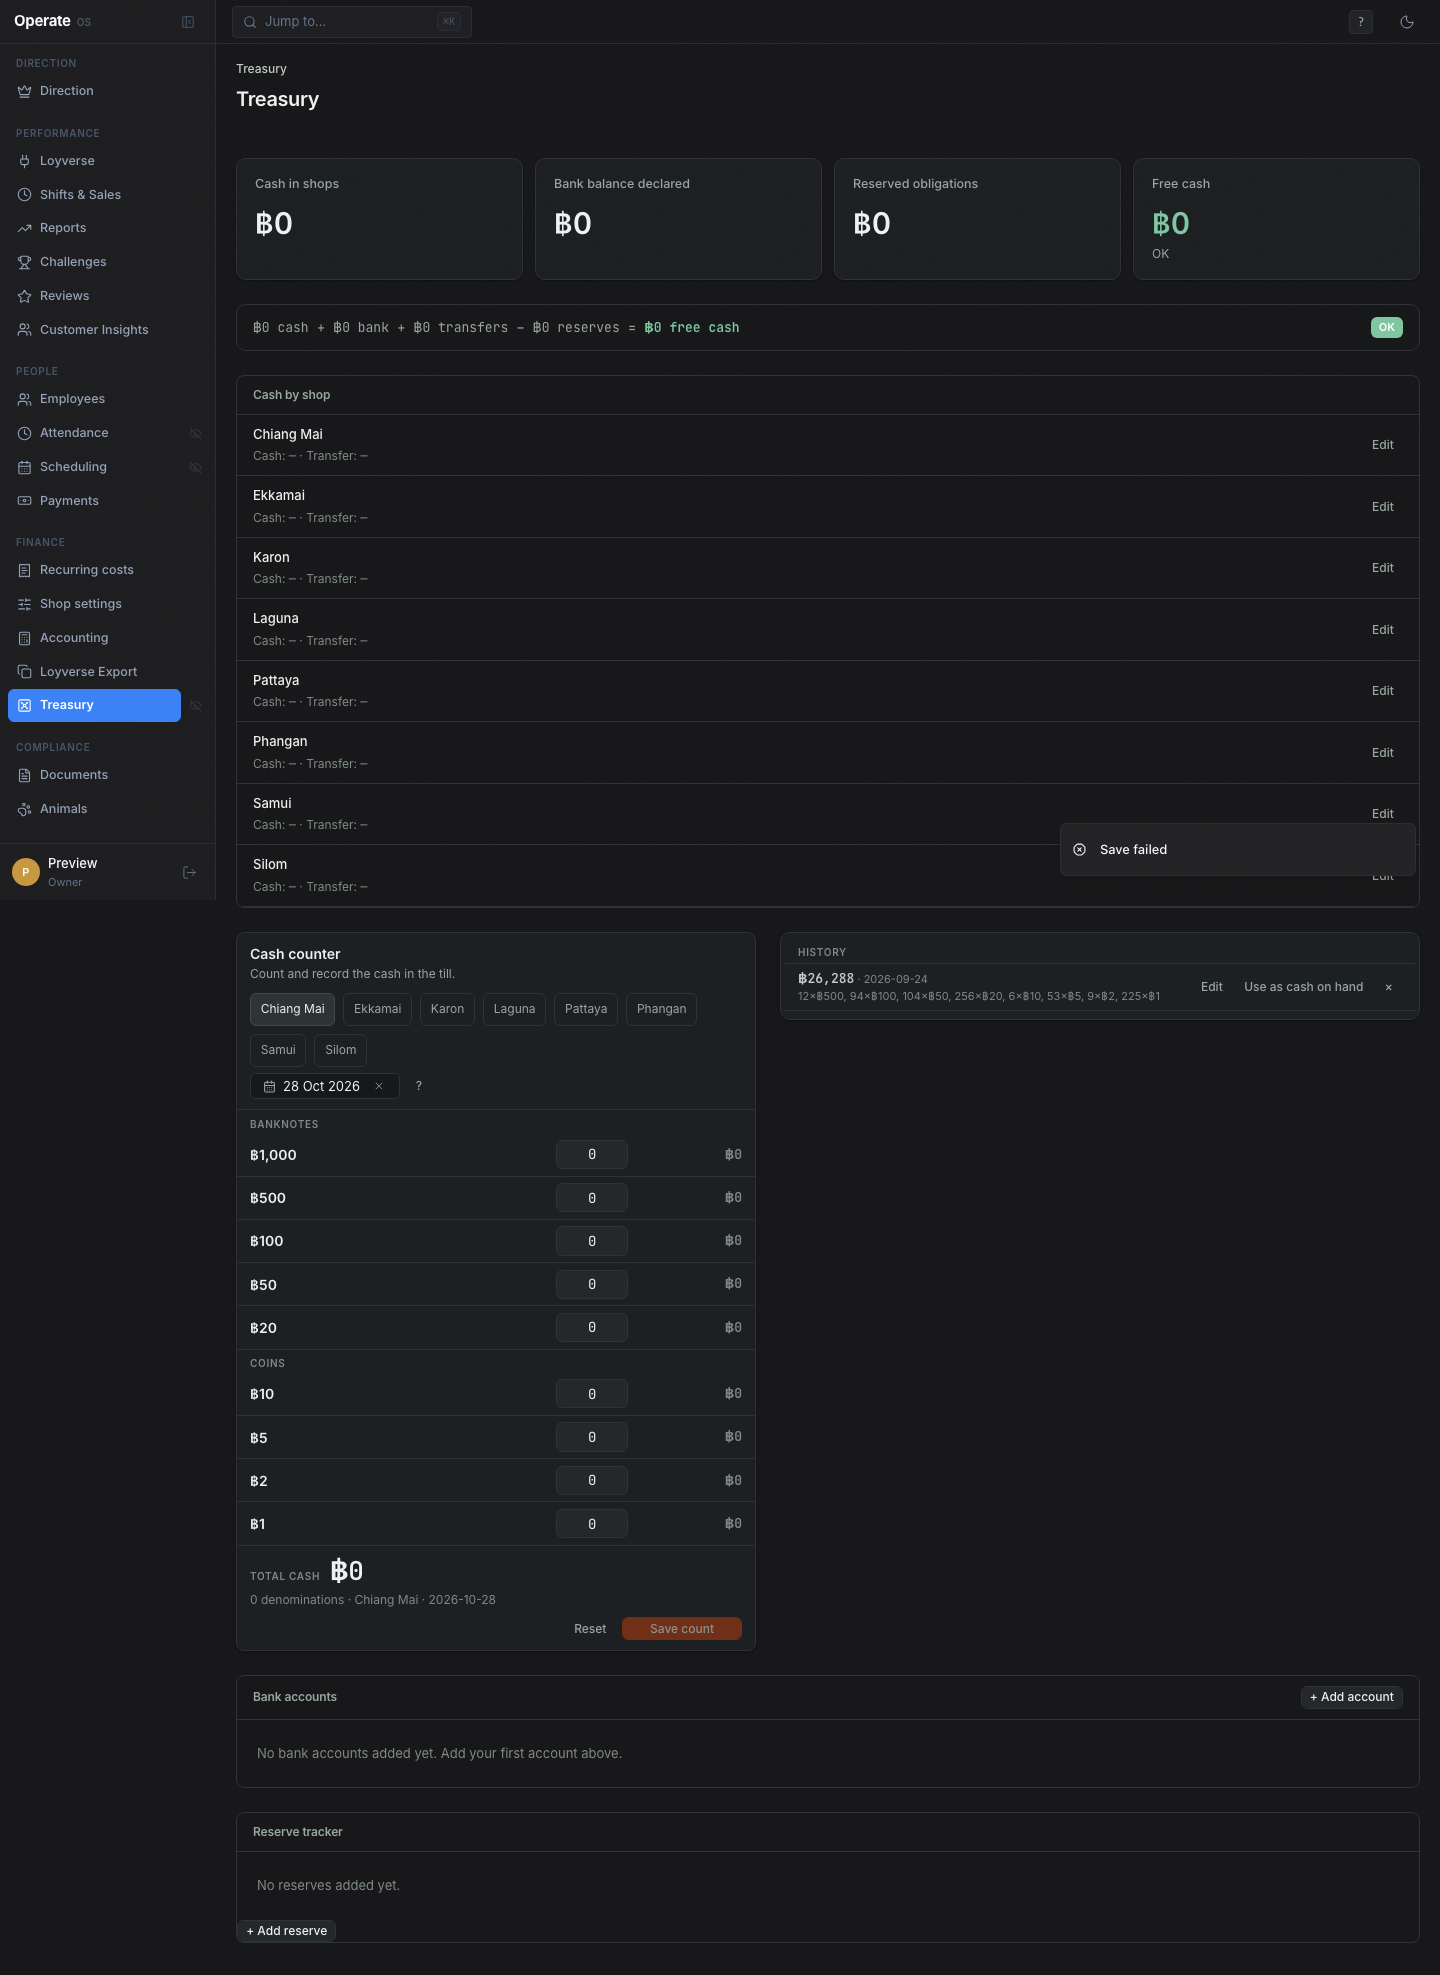 Operate OS
Jump to...
⌘K
?
DIRECTION
Direction
PERFORMANCE
Loyverse
Shifts & Sales
Reports
Challenges
Reviews
Customer Insights
PEOPLE
Employees
Attendance
Scheduling
Payments
FINANCE
Recurring costs
Shop settings
Accounting
Loyverse Export
Treasury
COMPLIANCE
Documents
Animals
P
Preview
Owner
Treasury
Treasury
Cash in shops
฿0
Bank balance declared
฿0
Reserved obligations
฿0
Free cash
฿0
OK
฿0 cash + ฿0 bank + ฿0 transfers − ฿0 reserves = ฿0 free cash
OK
Cash by shop
Chiang Mai
Cash: — · Transfer: —
Edit
Ekkamai
Cash: — · Transfer: —
Edit
Karon
Cash: — · Transfer: —
Edit
Laguna
Cash: — · Transfer: —
Edit
Pattaya
Cash: — · Transfer: —
Edit
Phangan
Cash: — · Transfer: —
Edit
Samui
Cash: — · Transfer: —
Edit
Silom
Cash: — · Transfer: —
Edit
Save failed
Cash counter
Count and record the cash in the till.
Chiang Mai Ekkamai Karon Laguna Pattaya Phangan
Samui Silom
28 Oct 2026 × ?
BANKNOTES
฿1,000 0 ฿0
฿500 0 ฿0
฿100 0 ฿0
฿50 0 ฿0
฿20 0 ฿0
COINS
฿10 0 ฿0
฿5 0 ฿0
฿2 0 ฿0
฿1 0 ฿0
TOTAL CASH ฿0
0 denominations · Chiang Mai · 2026-10-28
Reset Save count
HISTORY
฿26,288 · 2026-09-24
12×฿500, 94×฿100, 104×฿50, 256×฿20, 6×฿10, 53×฿5, 9×฿2, 225×฿1
Edit Use as cash on hand ×
Bank accounts
+ Add account
No bank accounts added yet. Add your first account above.
Reserve tracker
No reserves added yet.
+ Add reserve